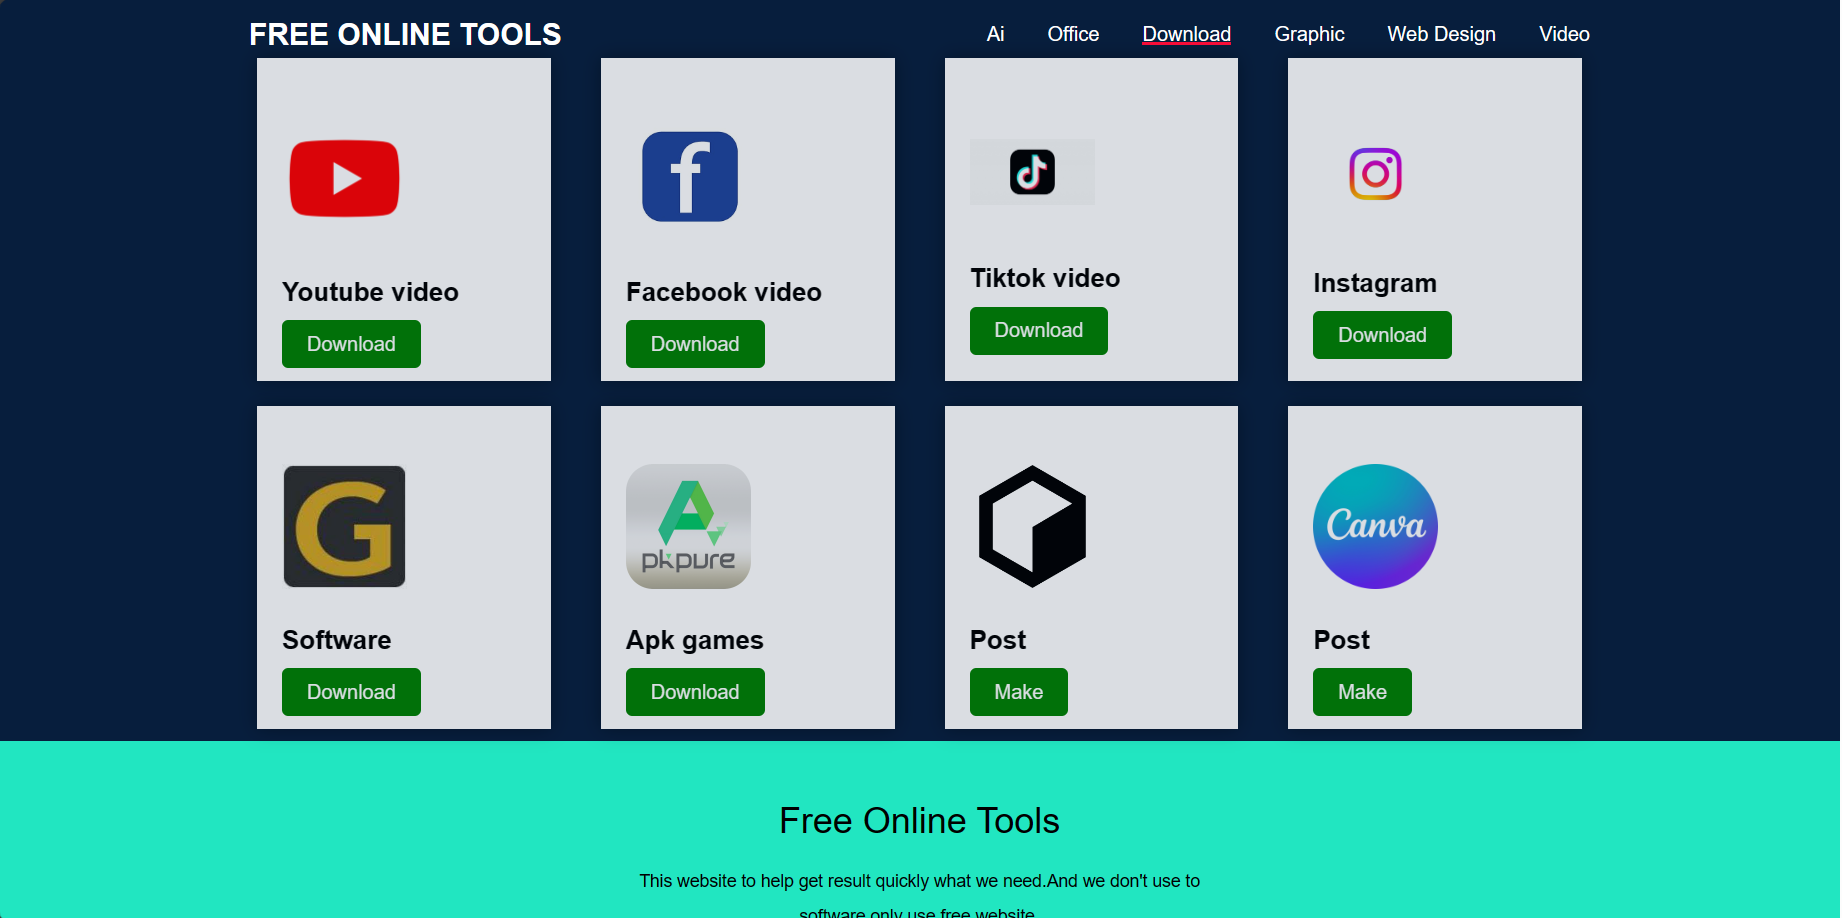 FREE ONLINE TOOLS
Ai Office Download Graphic Web Design Video
Youtube video
Download
Facebook video
Download
Tiktok video
Download
Instagram
Download
G
Software
Download
pkpure
Apk games
Download
Post
Make
Canva
Post
Make
Free Online Tools
This website to help get result quickly what we need.And we don't use to
software only use free website.